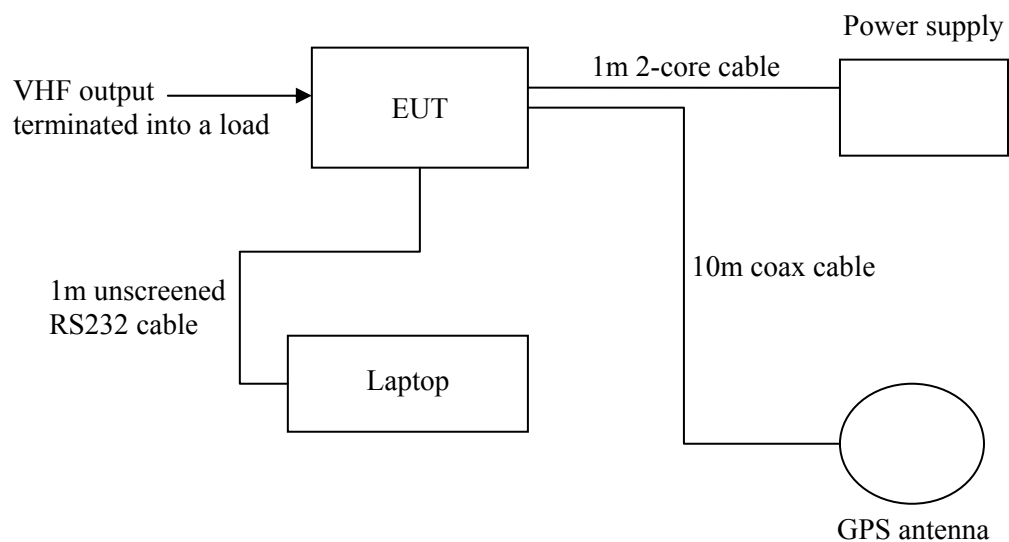 Power supply
1m 2-core cable
VHF output
terminated into a load
EUT
10m coax cable
1m unscreened
RS232 cable
Laptop
GPS antenna